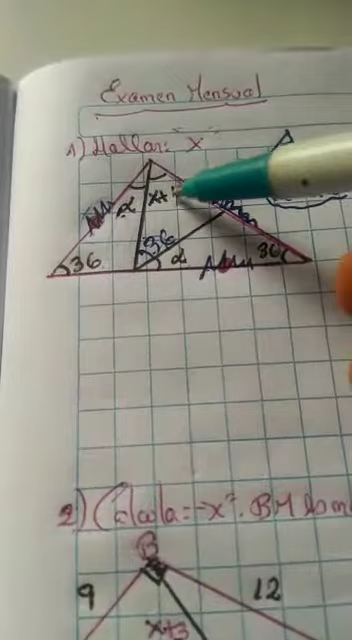 Examen Mensual
1) Hallar: "x"
α x+
36 36 α 36
2) Calcula = x². BM
B
9 12
x+3